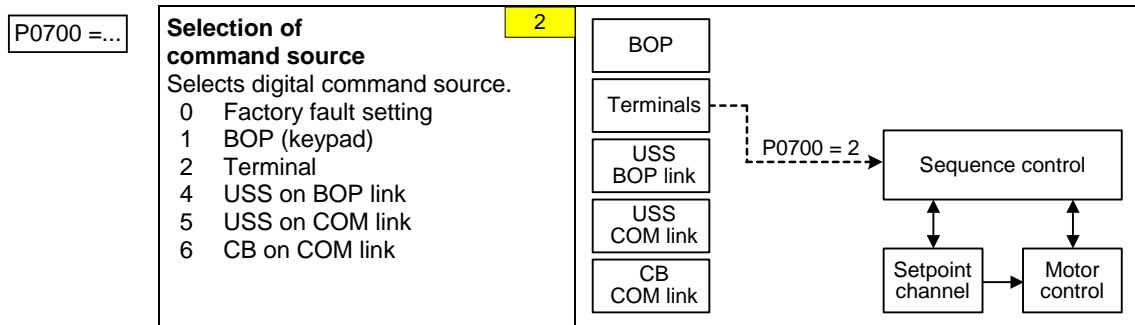 P0700 =...
Selection of
command source
2
Selects digital command source.
0 Factory fault setting
1 BOP (keypad)
2 Terminal
4 USS on BOP link
5 USS on COM link
6 CB on COM link
BOP
Terminals
USS
BOP link
USS
COM link
CB
COM link
P0700 = 2
Sequence control
Setpoint
channel
Motor
control